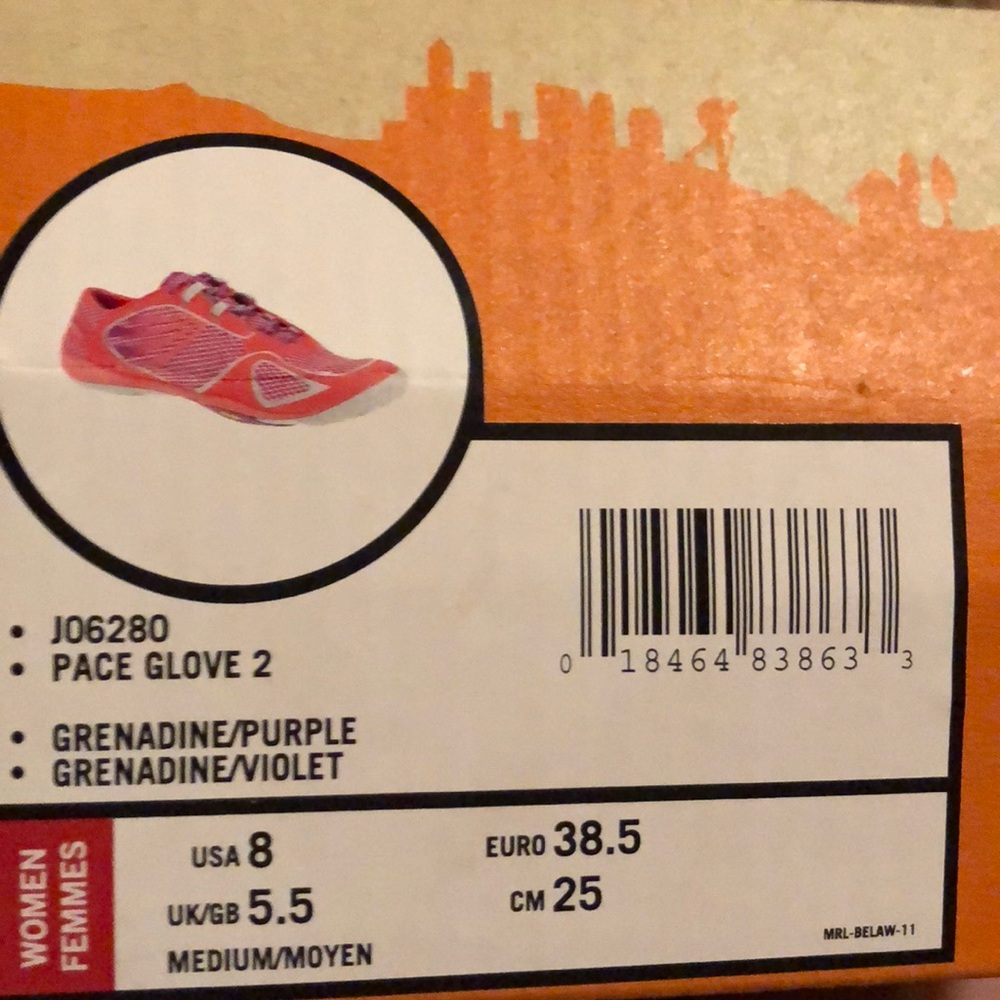 • J06280
• PACE GLOVE 2
• GRENADINE/PURPLE
• GRENADINE/VIOLET
0 18464 83863 3
WOMEN
FEMMES
USA 8
EURO 38.5
UK/GB 5.5
CM 25
MEDIUM/MOYEN
MRL-BELAW-11